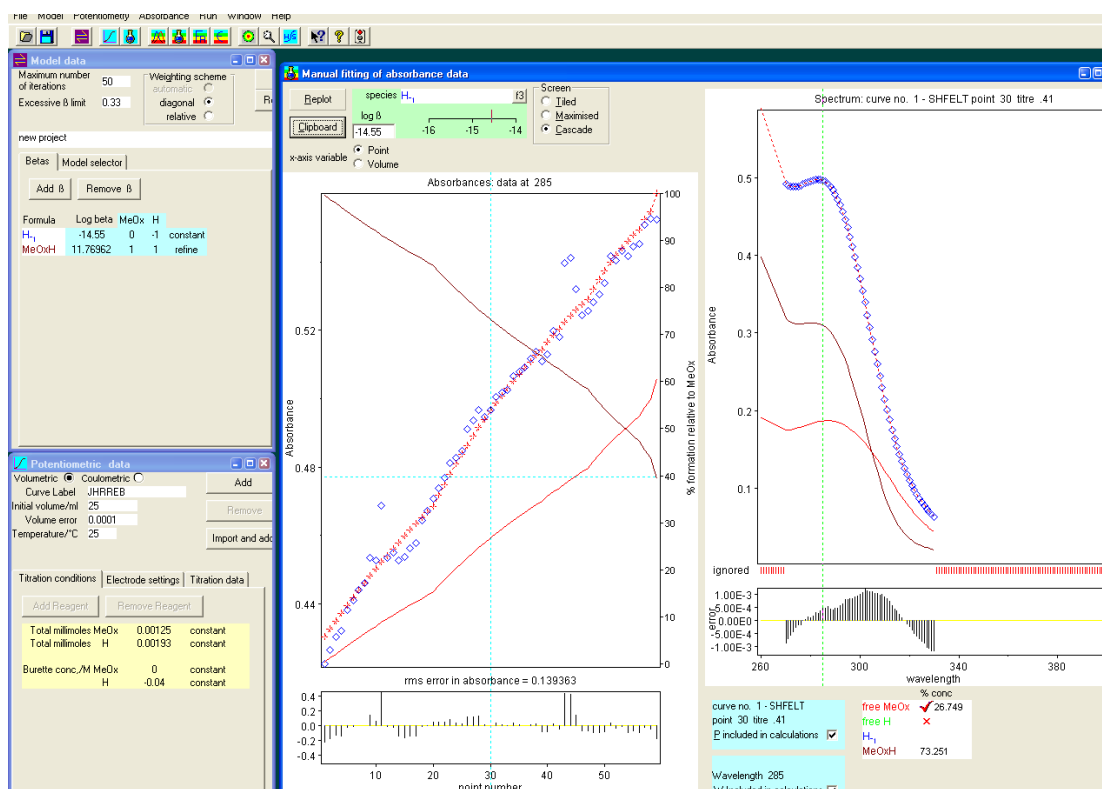 File Model Potentiometry Absorbance Run Window Help
Model data
Maximum number of iterations 50
Excessive ß limit 0.33
Weighting scheme
automatic
diagonal
relative
new project
Betas Model selector
Add ß Remove ß
Formula Log beta MeOx H
H-1 -14.55 0 -1 constant
MeOxH 11.76962 1 1 refine
Potentiometric data
Volumetric Coulometric
Curve Label JHRREB
Initial volume/ml 25
Volume error 0.0001
Temperature/°C 25
Add
Remove
Import and add
Titration conditions Electrode settings Titration data
Add Reagent Remove Reagent
Total millimoles MeOx 0.00125 constant
Total millimoles H 0.00193 constant
Burette conc./M MeOx 0 constant
H -0.04 constant
Manual fitting of absorbance data
Replot
Clipboard
species H-1 f3
log ß
-14.55
-16 -15 -14
Screen
Tiled
Maximised
Cascade
x-axis variable Point
Volume
Absorbances: data at 285
100
90
80
70
60
50
40
30
20
10
0
0.52
0.48
0.44
Absorbance
% formation relative to MeOx
rms error in absorbance = 0.139363
0.4
0.2
0.0
-0.2
-0.4
10 20 30 40 50
point number
Spectrum: curve no. 1 - SHFELT point 30 titre .41
0.5
0.4
0.3
0.2
0.1
Absorbance
ignored
1.00E-3
5.00E-4
0.00E0
-5.00E-4
-1.00E-3
error
260 300 340 380
wavelength
curve no. 1 - SHFELT
point 30 titre .41
P included in calculations
Wavelength 285
W included in calculations
% conc
free MeOx 26.749
free H
H-1
MeOxH 73.251